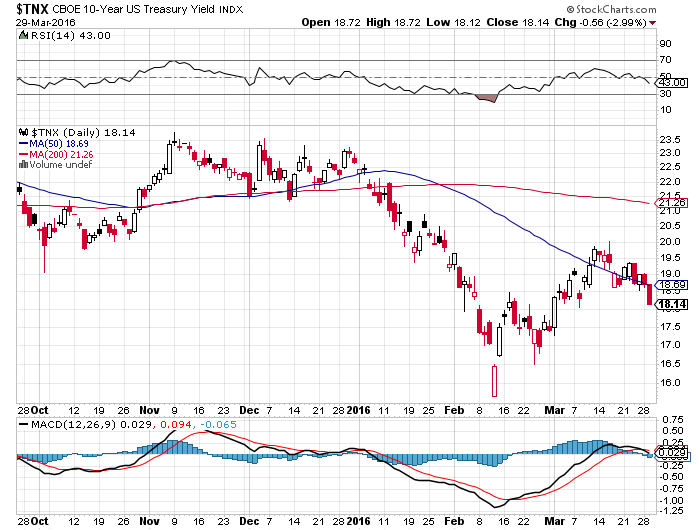 $TNX CBOE 10-Year US Treasury Yield INDX
© StockCharts.com
29-Mar-2016
Open 18.72 High 18.72 Low 18.12 Close 18.14 Chg -0.56 (-2.99%)
RSI(14) 43.00
90
70
50
43.00
30
10
$TNX (Daily) 18.14
MA(50) 18.69
MA(200) 21.26
Volume undef
23.5
23.0
22.5
22.0
21.5
21.26
21.0
20.5
20.0
19.5
19.0
18.69
18.5
18.14
17.5
17.0
16.5
16.0
28 Oct 12 19 26 Nov 9 16 23 Dec 7 14 21 28 2016 11 19 25 Feb 8 16 22 Mar 7 14 21 28
MACD(12,26,9) 0.029, 0.094, -0.065
0.75
0.50
0.25
0.029
-0.25
-0.50
-0.75
-1.00
-1.25
28 Oct 12 19 26 Nov 9 16 23 Dec 7 14 21 28 2016 11 19 25 Feb 8 16 22 Mar 7 14 21 28